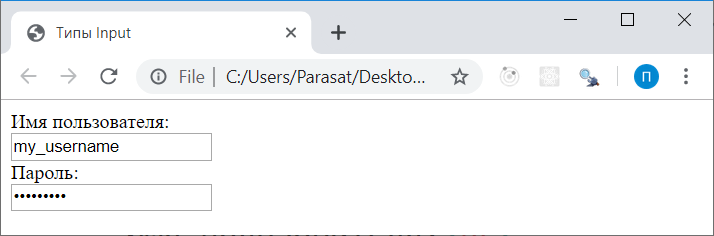 Типы Input
File | C:/Users/Parasat/Deskto...
П
Имя пользователя:
my_username
Пароль:
•••••••••